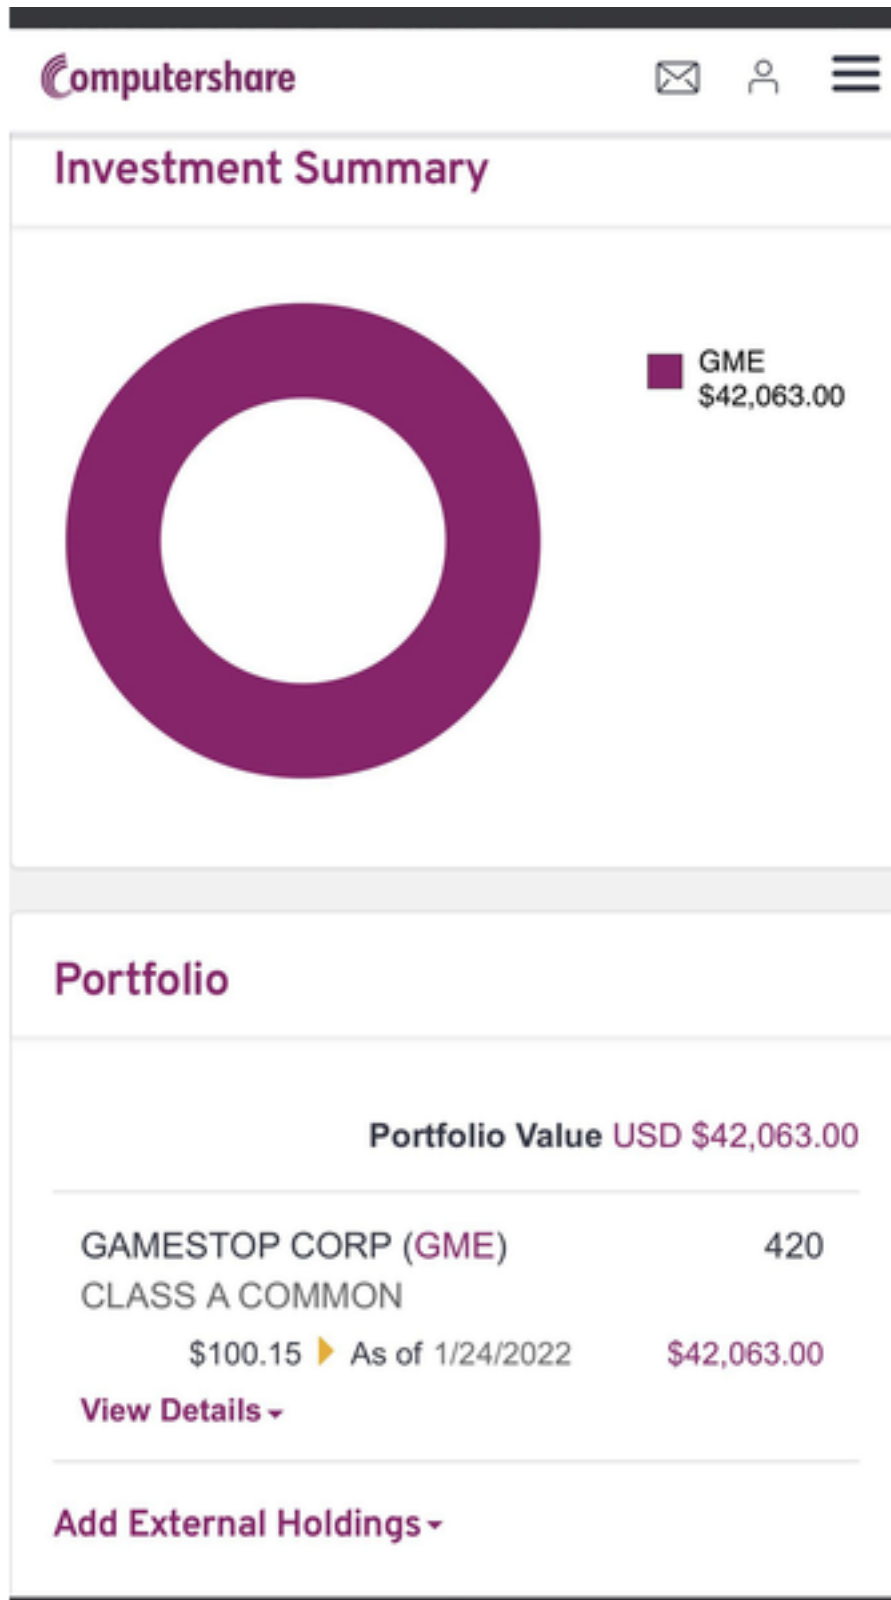 Computershare
Investment Summary
GME
$42,063.00
Portfolio
Portfolio Value USD $42,063.00
GAMESTOP CORP (GME) 420
CLASS A COMMON
$100.15 As of 1/24/2022 $42,063.00
View Details
Add External Holdings